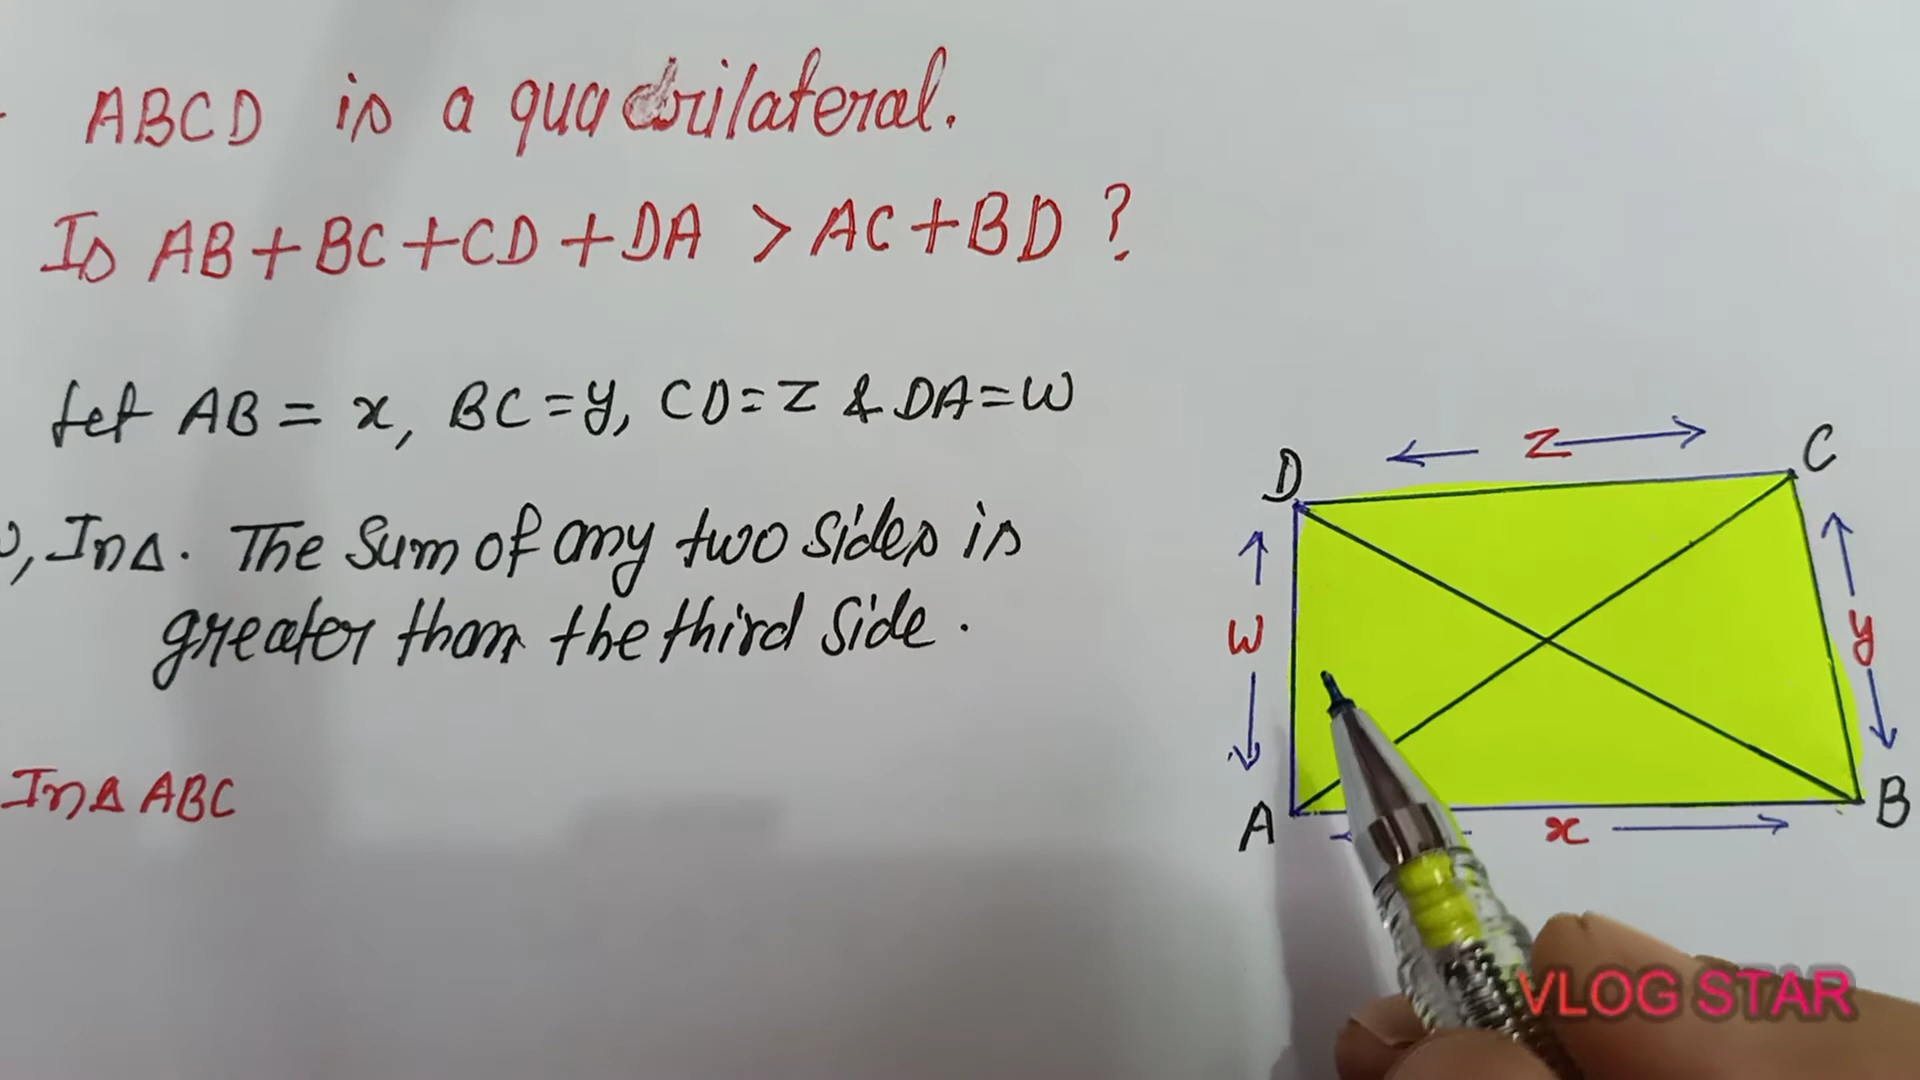 ABCD is a quadrilateral.
Is AB + BC + CD + DA > AC + BD ?
Let AB = x, BC = y, CD = z & DA = w
, In Δ. The Sum of any two sides is
greater than the third side.
In Δ ABC
D
z
C
w
y
A
x
B
VLOG STAR